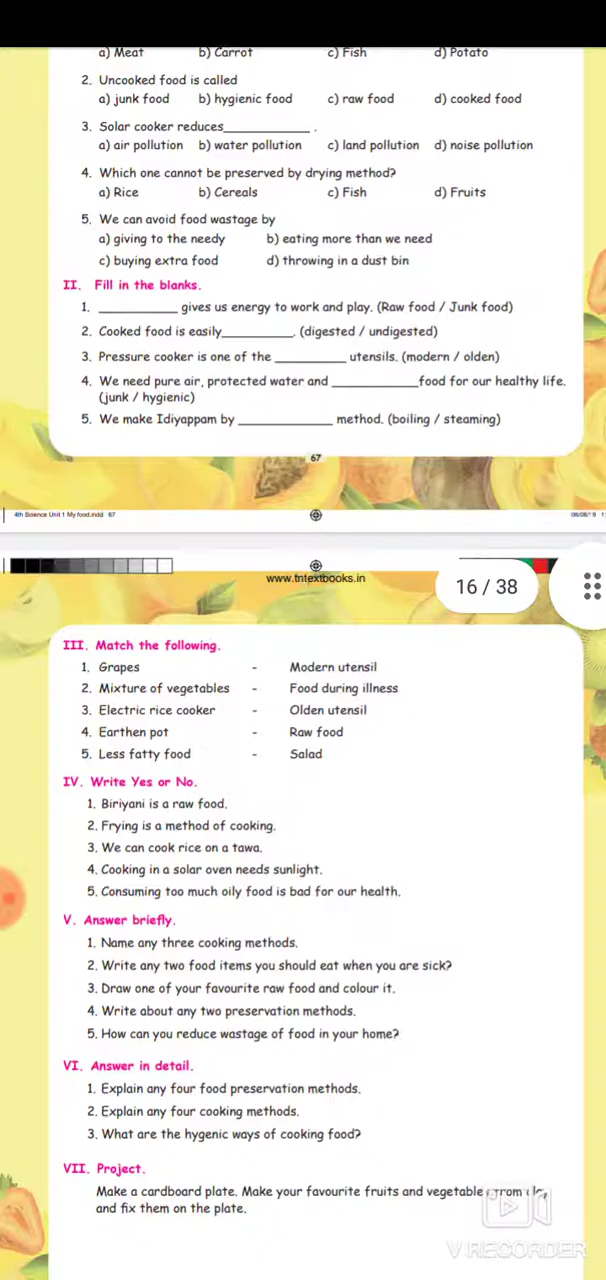 a) Meat b) Carrot c) Fish d) Potato
2. Uncooked food is called
a) junk food b) hygienic food c) raw food d) cooked food
3. Solar cooker reduces____________ .
a) air pollution b) water pollution c) land pollution d) noise pollution
4. Which one cannot be preserved by drying method?
a) Rice b) Cereals c) Fish d) Fruits
5. We can avoid food wastage by
a) giving to the needy b) eating more than we need
c) buying extra food d) throwing in a dust bin
II. Fill in the blanks.
1. ___________ gives us energy to work and play. (Raw food / Junk food)
2. Cooked food is easily__________. (digested / undigested)
3. Pressure cooker is one of the __________ utensils. (modern / olden)
4. We need pure air, protected water and ____________food for our healthy life.
(junk / hygienic)
5. We make Idiyappam by _____________ method. (boiling / steaming)
67
4th Science Unit 1 My food.indd 67
www.tntextbooks.in
16 / 38
III. Match the following.
1. Grapes - Modern utensil
2. Mixture of vegetables - Food during illness
3. Electric rice cooker - Olden utensil
4. Earthen pot - Raw food
5. Less fatty food - Salad
IV. Write Yes or No.
1. Biriyani is a raw food.
2. Frying is a method of cooking.
3. We can cook rice on a tawa.
4. Cooking in a solar oven needs sunlight.
5. Consuming too much oily food is bad for our health.
V. Answer briefly.
1. Name any three cooking methods.
2. Write any two food items you should eat when you are sick?
3. Draw one of your favourite raw food and colour it.
4. Write about any two preservation methods.
5. How can you reduce wastage of food in your home?
VI. Answer in detail.
1. Explain any four food preservation methods.
2. Explain any four cooking methods.
3. What are the hygenic ways of cooking food?
VII. Project.
Make a cardboard plate. Make your favourite fruits and vegetable from
and fix them on the plate.
V RECORDER